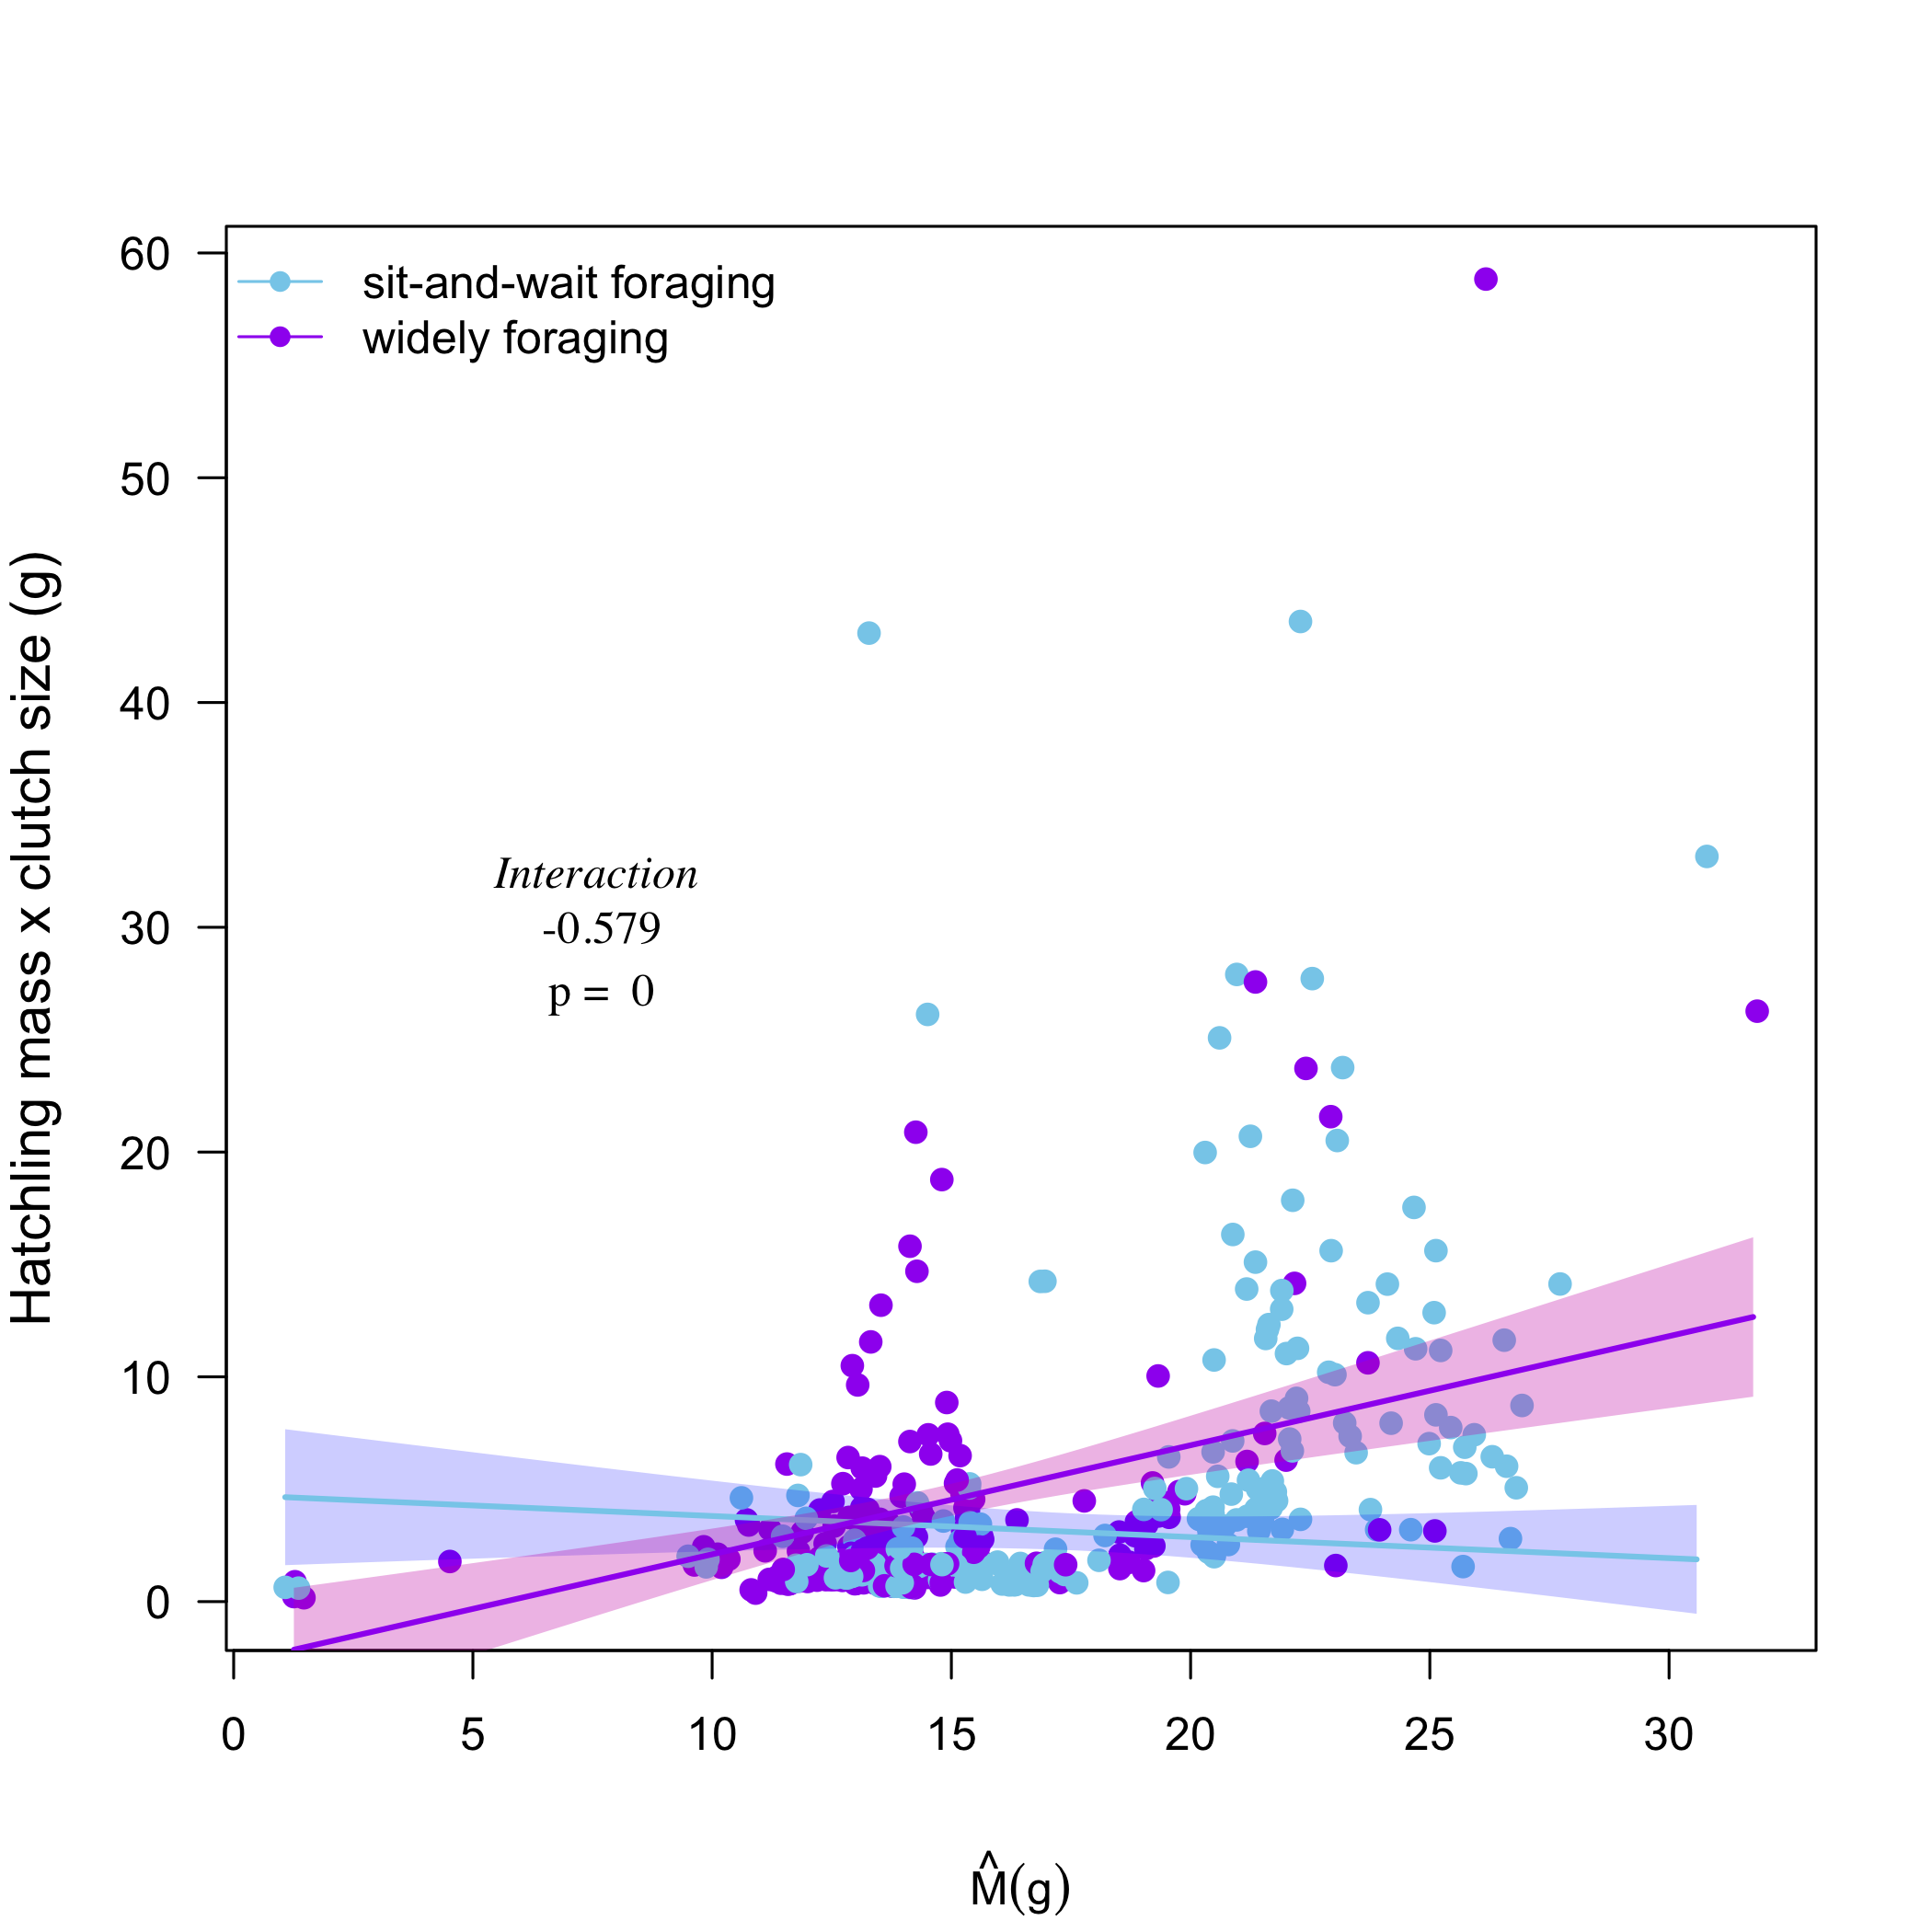 60
50
40
30
20
10
0
Hatchling mass x clutch size (g)
sit-and-wait foraging
widely foraging
Interaction
-0.579
p = 0
0 5 10 15 20 25 30
M̂(g)